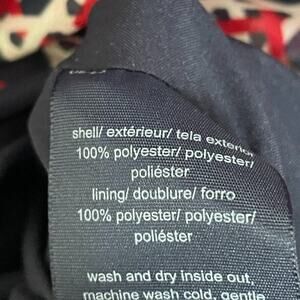 shell/ extérieur/ tela exterior
100% polyester/ polyester/
poliéster
lining/ doublure/ forro
100% polyester/ polyester/
poliéster
wash and dry inside out,
machine wash cold, gentle